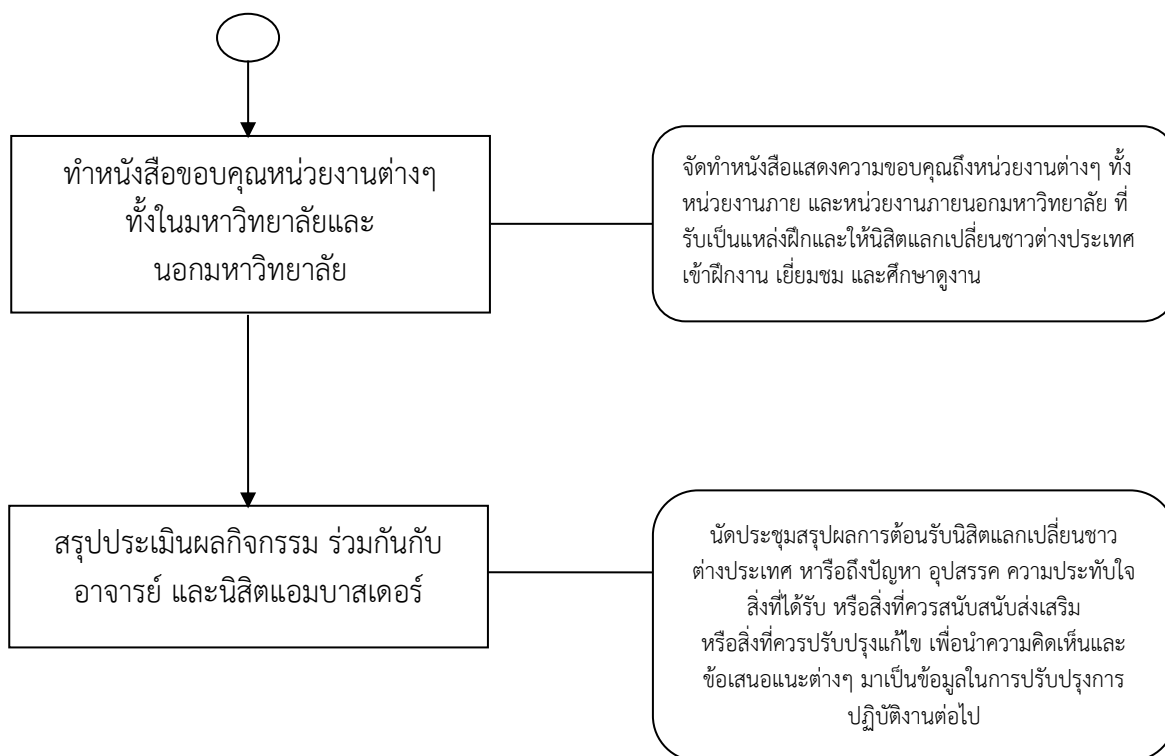 ทำหนังสือขอบคุณหน่วยงานต่างๆ
ทั้งในมหาวิทยาลัยและ
นอกมหาวิทยาลัย
จัดทำหนังสือแสดงความขอบคุณถึงหน่วยงานต่างๆ ทั้ง
หน่วยงานภาย และหน่วยงานภายนอกมหาวิทยาลัย ที่
รับเป็นแหล่งฝึกและให้นิสิตแลกเปลี่ยนชาวต่างประเทศ
เข้าฝึกงาน เยี่ยมชม และศึกษาดูงาน
สรุปประเมินผลกิจกรรม ร่วมกันกับ
อาจารย์ และนิสิตแอมบาสเดอร์
นัดประชุมสรุปผลการต้อนรับนิสิตแลกเปลี่ยนชาว
ต่างประเทศ หารือถึงปัญหา อุปสรรค ความประทับใจ
สิ่งที่ได้รับ หรือสิ่งที่ควรสนับสนับส่งเสริม
หรือสิ่งที่ควรปรับปรุงแก้ไข เพื่อนำความคิดเห็นและ
ข้อเสนอแนะต่างๆ มาเป็นข้อมูลในการปรับปรุงการ
ปฏิบัติงานต่อไป